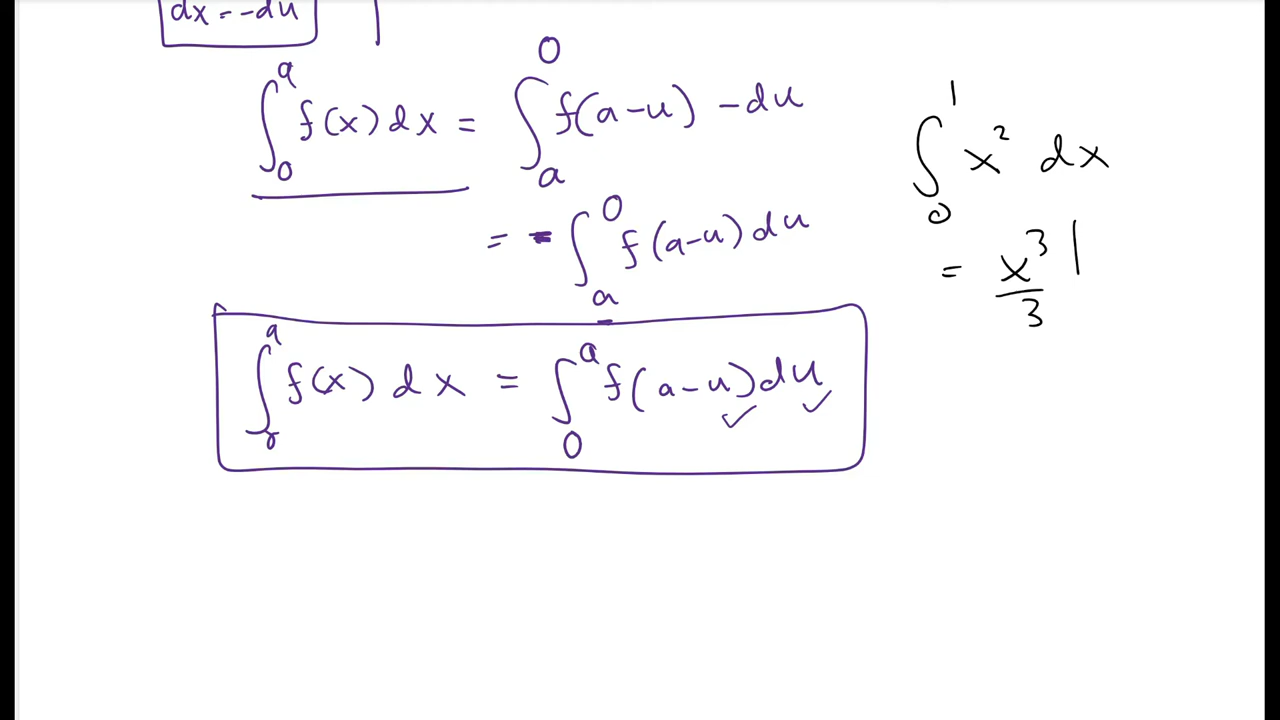 dx = -du
∫₀ᵃ f(x) dx = ∫ₐ⁰ f(a-u) -du
= -∫ₐ⁰ f(a-u) du
∫₀ᵃ f(x) dx = ∫₀ᵃ f(a-u) du
∫₀¹ x² dx
= x³/3 |